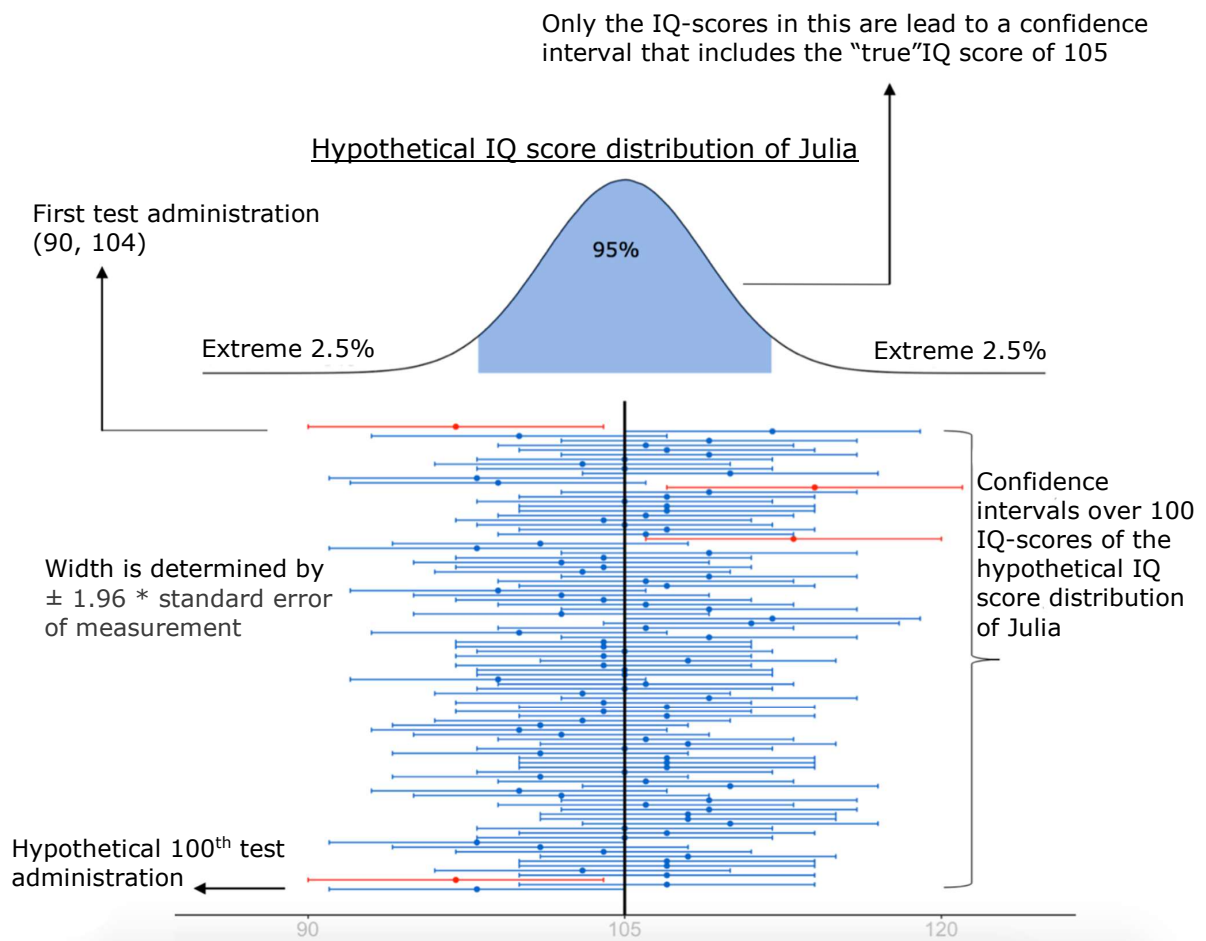 Only the IQ-scores in this are lead to a confidence
interval that includes the “true”IQ score of 105
Hypothetical IQ score distribution of Julia
First test administration
(90, 104)
95%
Extreme 2.5%
Extreme 2.5%
Confidence
intervals over 100
IQ-scores of the
hypothetical IQ
score distribution
of Julia
Width is determined by
± 1.96 * standard error
of measurement
Hypothetical 100th test
administration
90
105
120